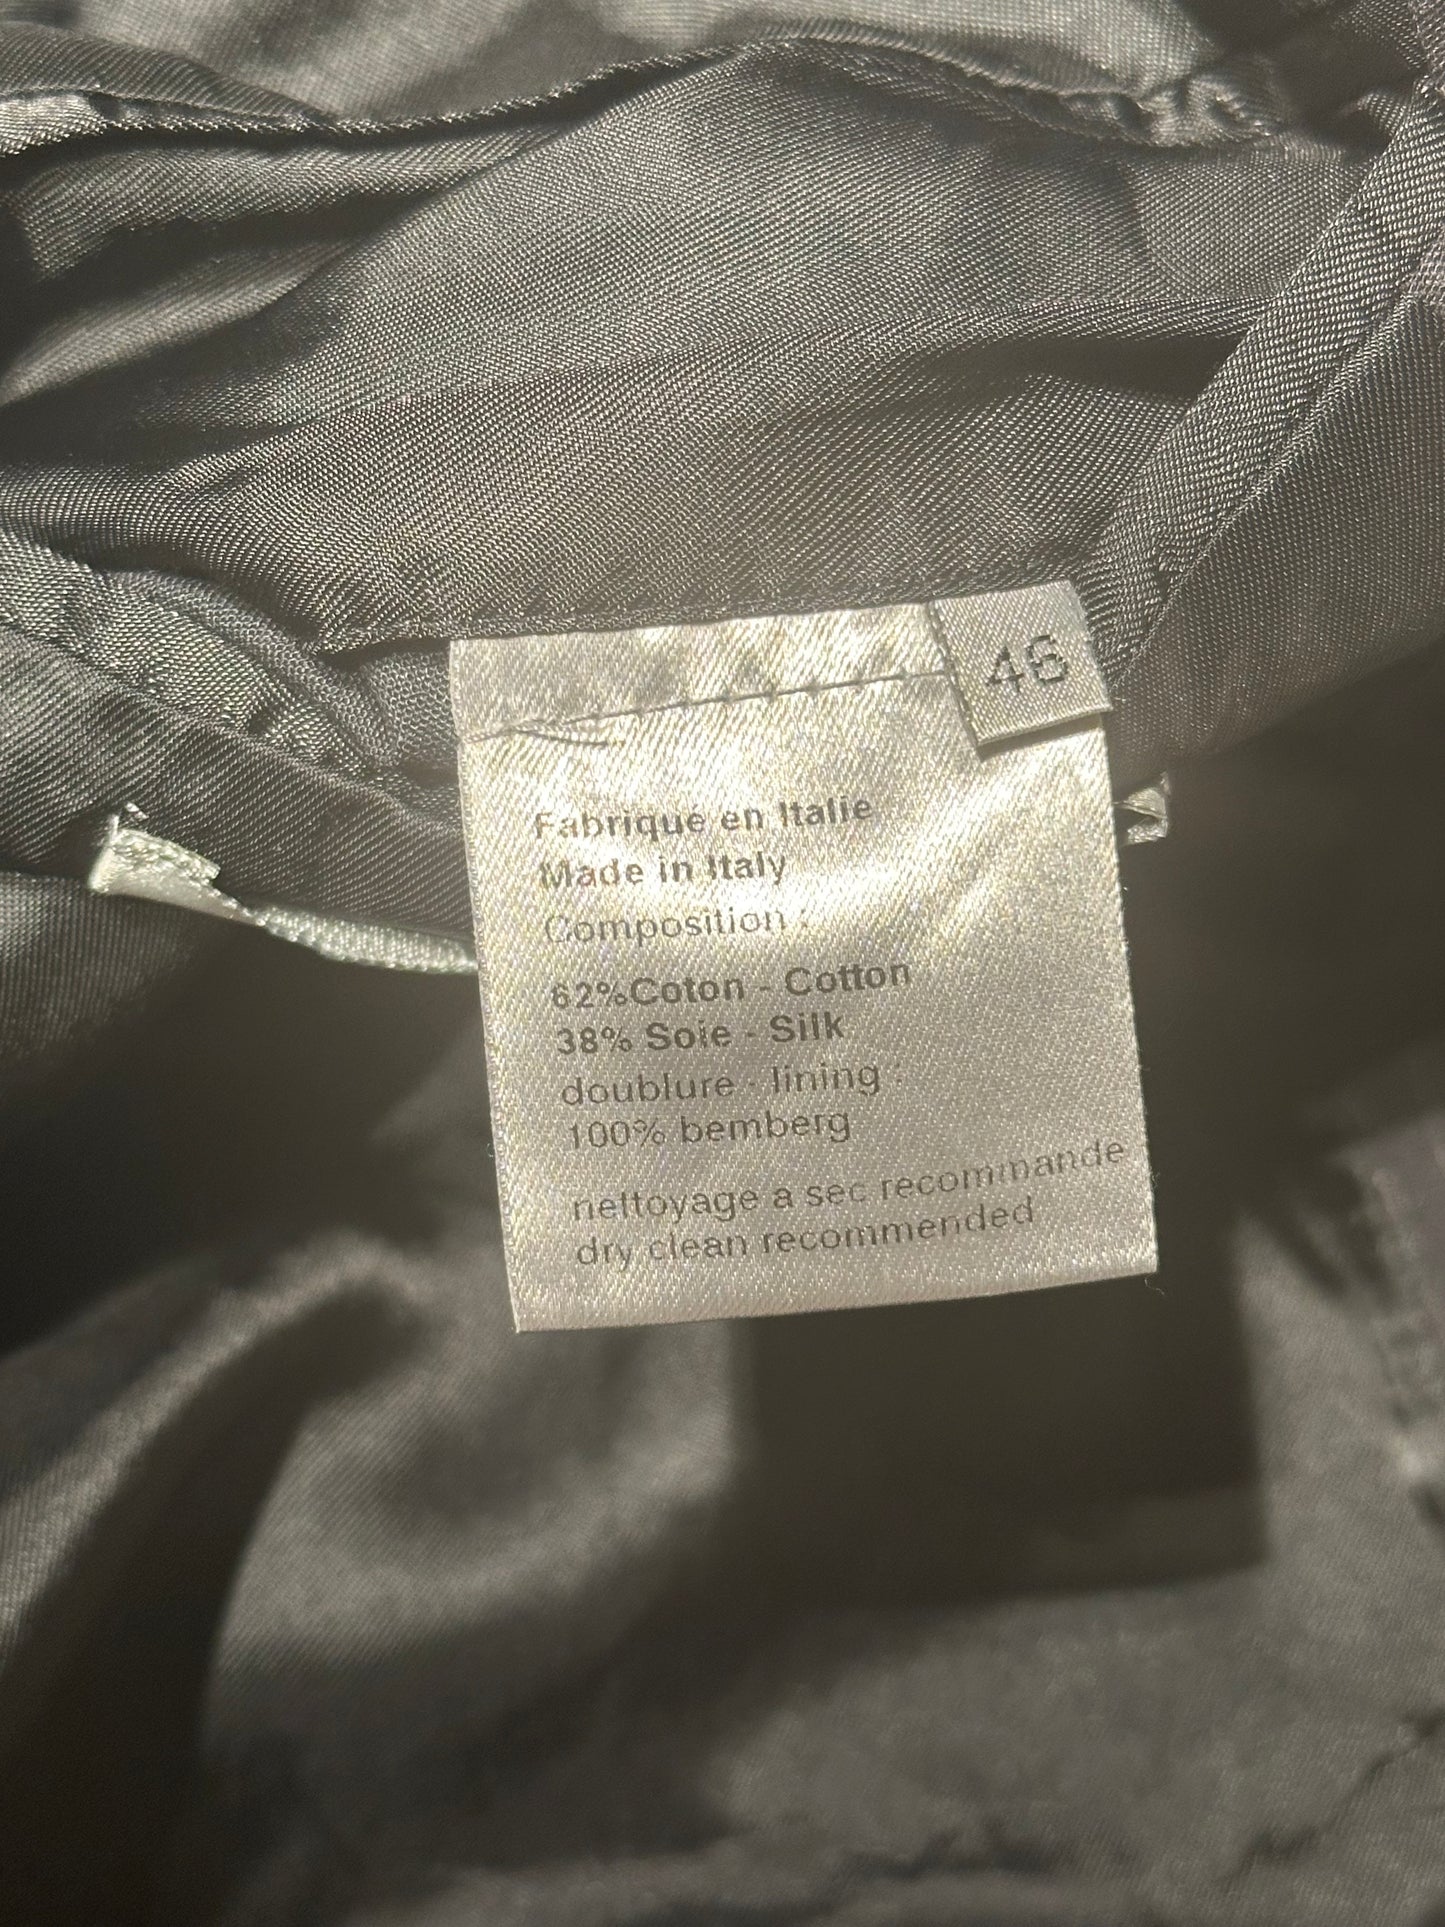 46
Fabriqué en Italie
Made in Italy
Composition :
62%Coton - Cotton
38% Soie - Silk
doublure - lining :
100% bemberg
nettoyage a sec recommande
dry clean recommended